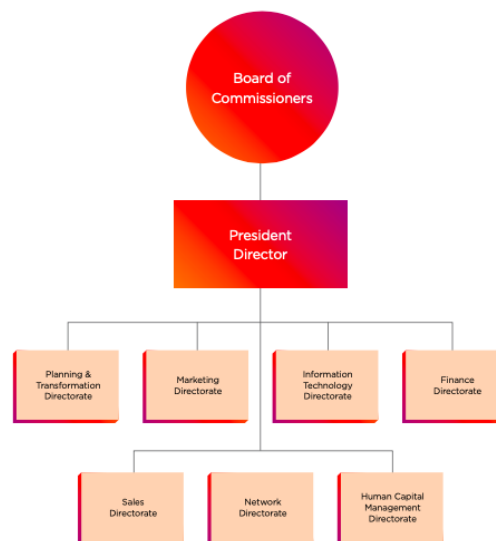 Board of
Commissioners
President
Director
Planning &
Transformation
Directorate
Marketing
Directorate
Information
Technology
Directorate
Finance
Directorate
Sales
Directorate
Network
Directorate
Human Capital
Management
Directorate